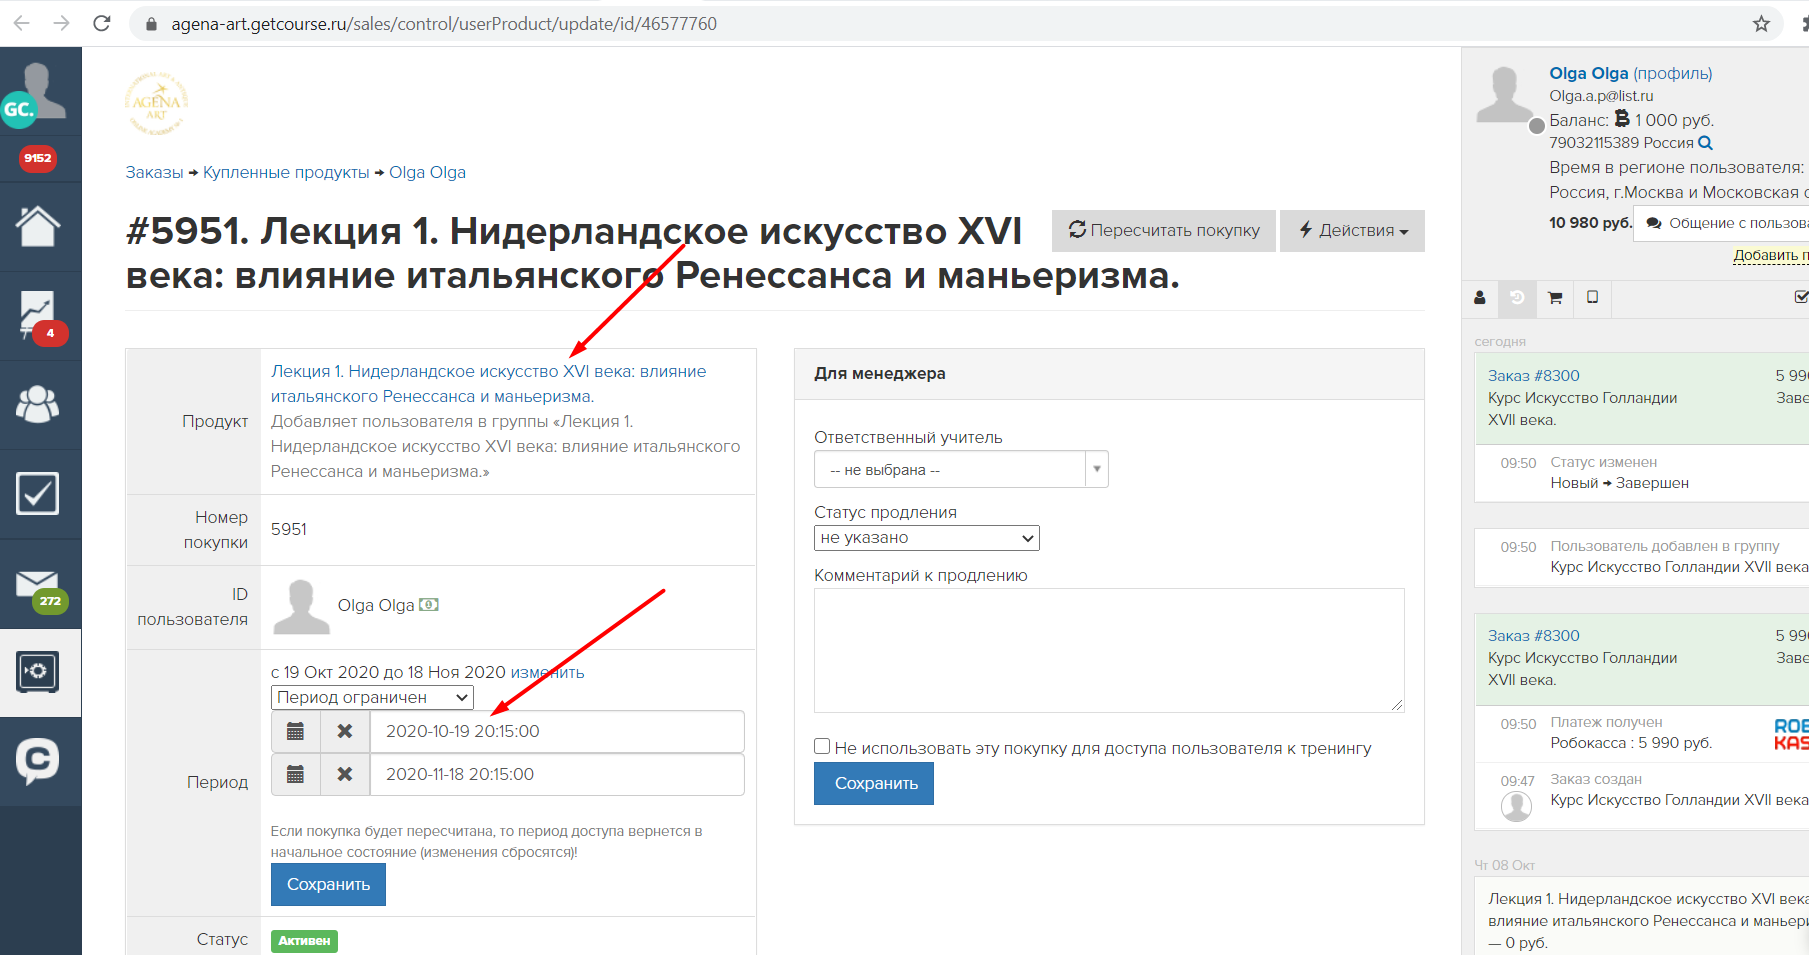 agena-art.getcourse.ru/sales/control/userProduct/update/id/46577760
GC.
9152
4
272
AGENA
ART
Заказы → Купленные продукты → Olga Olga
#5951. Лекция 1. Нидерландское искусство XVI
века: влияние итальянского Ренессанса и маньеризма.
Пересчитать покупку
Действия
Продукт
Лекция 1. Нидерландское искусство XVI века: влияние
итальянского Ренессанса и маньеризма.
Добавляет пользователя в группы «Лекция 1.
Нидерландское искусство XVI века: влияние итальянского
Ренессанса и маньеризма.»
Номер
покупки
5951
ID
пользователя
Olga Olga
Период
с 19 Окт 2020 до 18 Ноя 2020 изменить
Период ограничен
2020-10-19 20:15:00
2020-11-18 20:15:00
Если покупка будет пересчитана, то период доступа вернется в
начальное состояние (изменения сбросятся)!
Сохранить
Статус
Активен
Для менеджера
Ответственный учитель
-- не выбрана --
Статус продления
не указано
Комментарий к продлению
Не использовать эту покупку для доступа пользователя к тренингу
Сохранить
Olga Olga (профиль)
Olga.a.p@list.ru
Баланс: 1 000 руб.
79032115389 Россия
Время в регионе пользователя:
Россия, г.Москва и Московская о
10 980 руб.
Общение с пользова
Добавить п
сегодня
Заказ #8300
5 990
Курс Искусство Голландии
Заве
XVII века.
09:50 Статус изменен
Новый → Завершен
09:50 Пользователь добавлен в группу
Курс Искусство Голландии XVII века
Заказ #8300
5 990
Курс Искусство Голландии
Заве
XVII века.
09:50 Платеж получен
Робокасса : 5 990 руб.
ROB
KAS
09:47 Заказ создан
Курс Искусство Голландии XVII века
Чт 08 Окт
Лекция 1. Нидерландское искусство XVI века
влияние итальянского Ренессанса и маньери
— 0 руб.